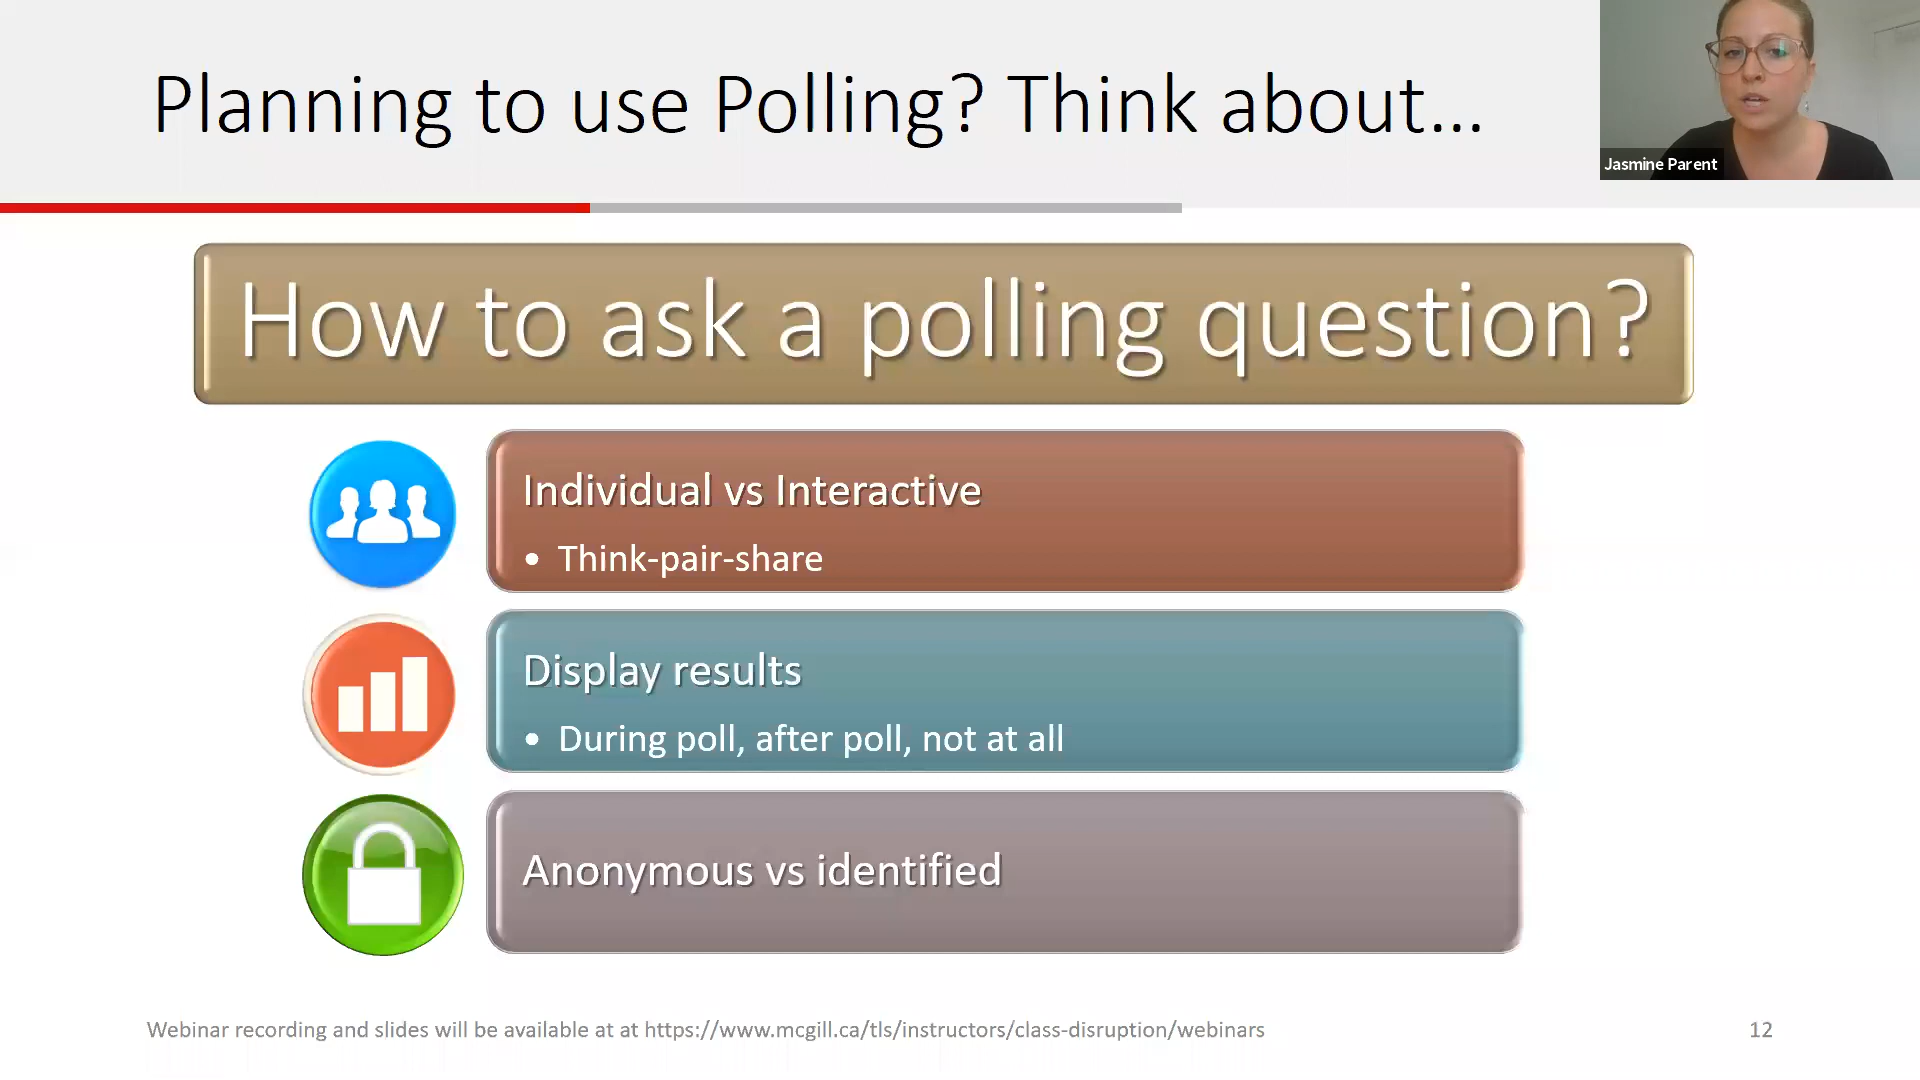 Planning to use Polling? Think about...
Jasmine Parent
How to ask a polling question?
Individual vs Interactive
• Think-pair-share
Display results
• During poll, after poll, not at all
Anonymous vs identified
Webinar recording and slides will be available at at https://www.mcgill.ca/tls/instructors/class-disruption/webinars
12